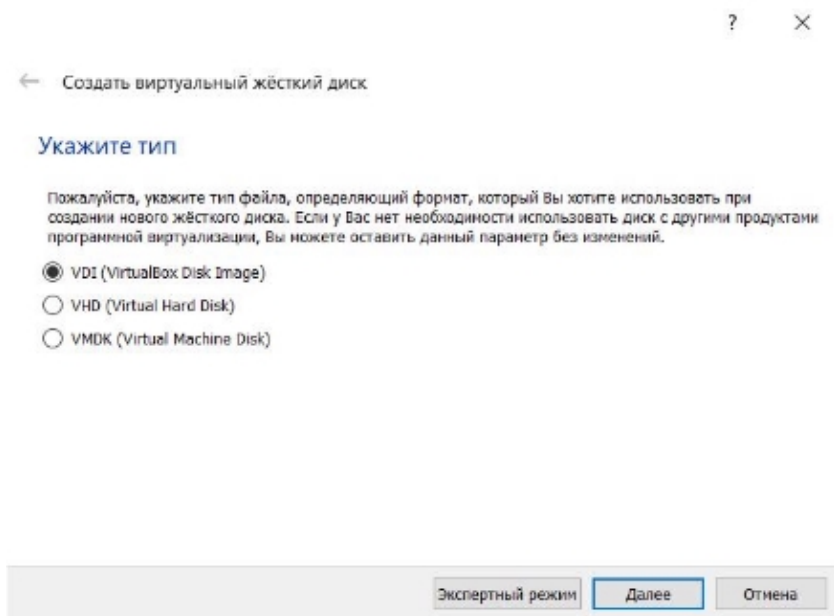 ?
Создать виртуальный жёсткий диск
Укажите тип
Пожалуйста, укажите тип файла, определяющий формат, который Вы хотите использовать при
создании нового жёсткого диска. Если у Вас нет необходимости использовать диск с другими продуктами
программной виртуализации, Вы можете оставить данный параметр без изменений.
VDI (VirtualBox Disk Image)
VHD (Virtual Hard Disk)
VMDK (Virtual Machine Disk)
Экспертный режим Далее Отмена